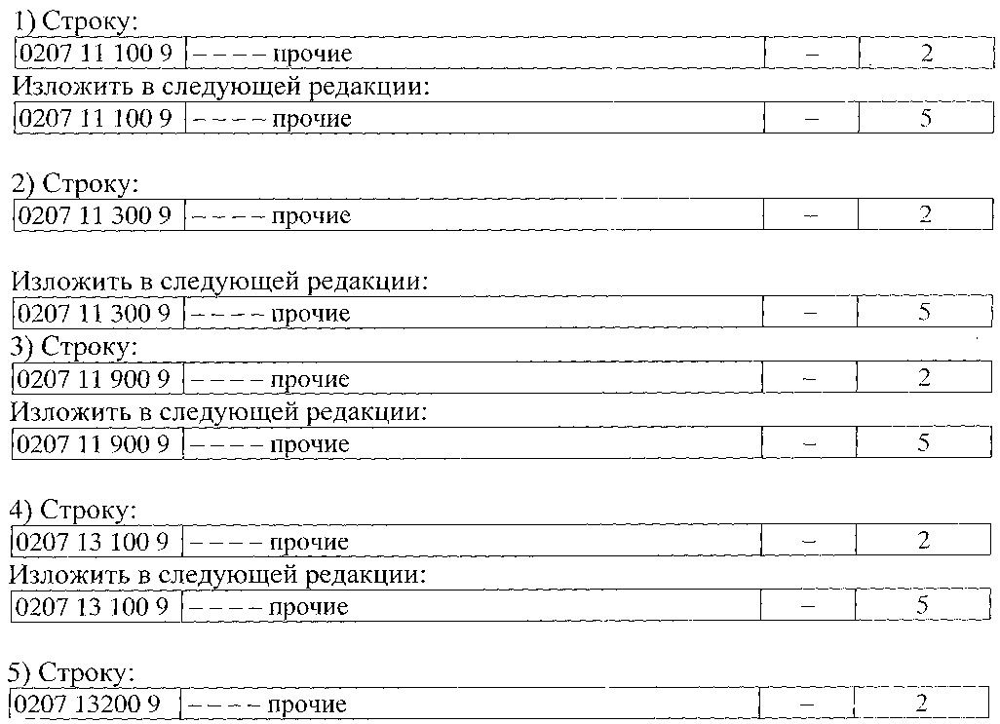 1) Строку:
0207 11 100 9 – – – – прочие – 2
Изложить в следующей редакции:
0207 11 100 9 – – – – прочие – 5
2) Строку:
0207 11 300 9 – – – – прочие – 2
Изложить в следующей редакции:
0207 11 300 9 – – – – прочие – 5
3) Строку:
0207 11 900 9 – – – – прочие – 2
Изложить в следующей редакции:
0207 11 900 9 – – – – прочие – 5
4) Строку:
0207 13 100 9 – – – – прочие – 2
Изложить в следующей редакции:
0207 13 100 9 – – – – прочие – 5
5) Строку:
0207 13200 9 – – – – прочие – 2